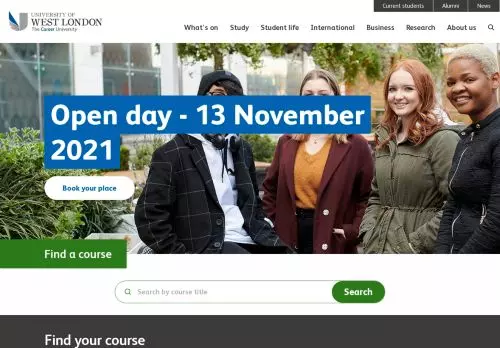 Current students Alumni News
UNIVERSITY OF
WEST LONDON
The Career University
What's on Study Student life International Business Research About us
Open day - 13 November
2021
Book your place
Find a course
Search by course title
Search
Find your course